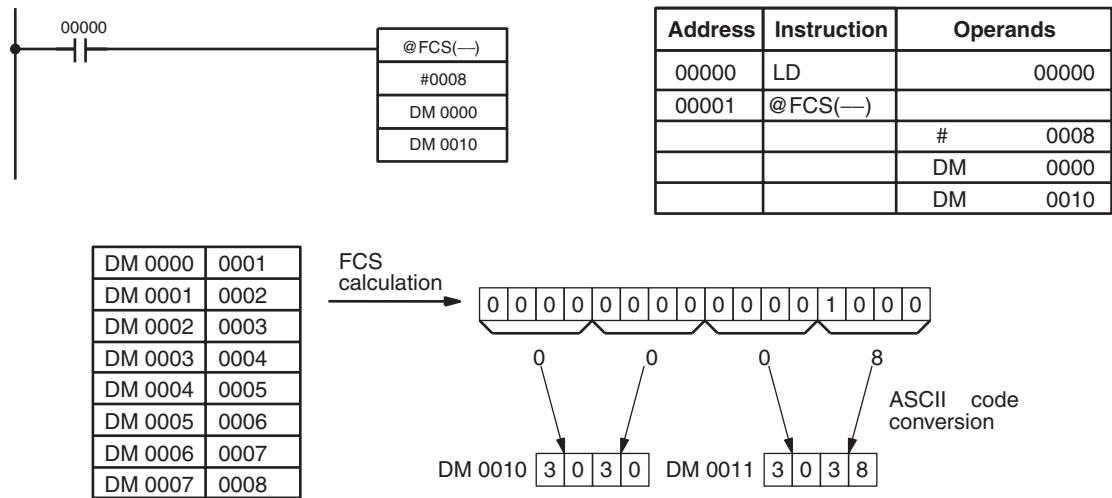 00000
@FCS(––)
#0008
DM 0000
DM 0010
Address Instruction Operands
00000 LD 00000
00001 @FCS(––)
# 0008
DM 0000
DM 0010
DM 0000 0001
DM 0001 0002
DM 0002 0003
DM 0003 0004
DM 0004 0005
DM 0005 0006
DM 0006 0007
DM 0007 0008
FCS
calculation
0 0 0 0 0 0 0 0 0 0 0 0 1 0 0 0
0 0 0 8
ASCII code
conversion
DM 0010 3 0 3 0 DM 0011 3 0 3 8